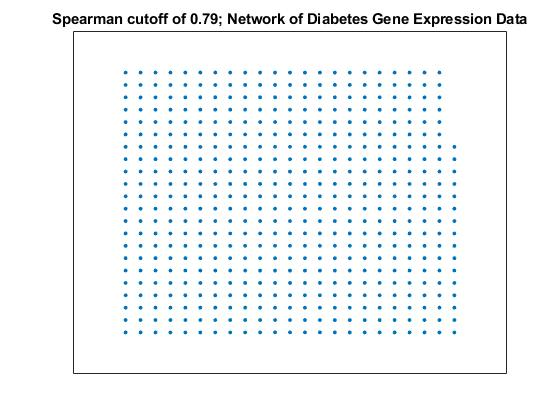 Spearman cutoff of 0.79; Network of Diabetes Gene Expression Data